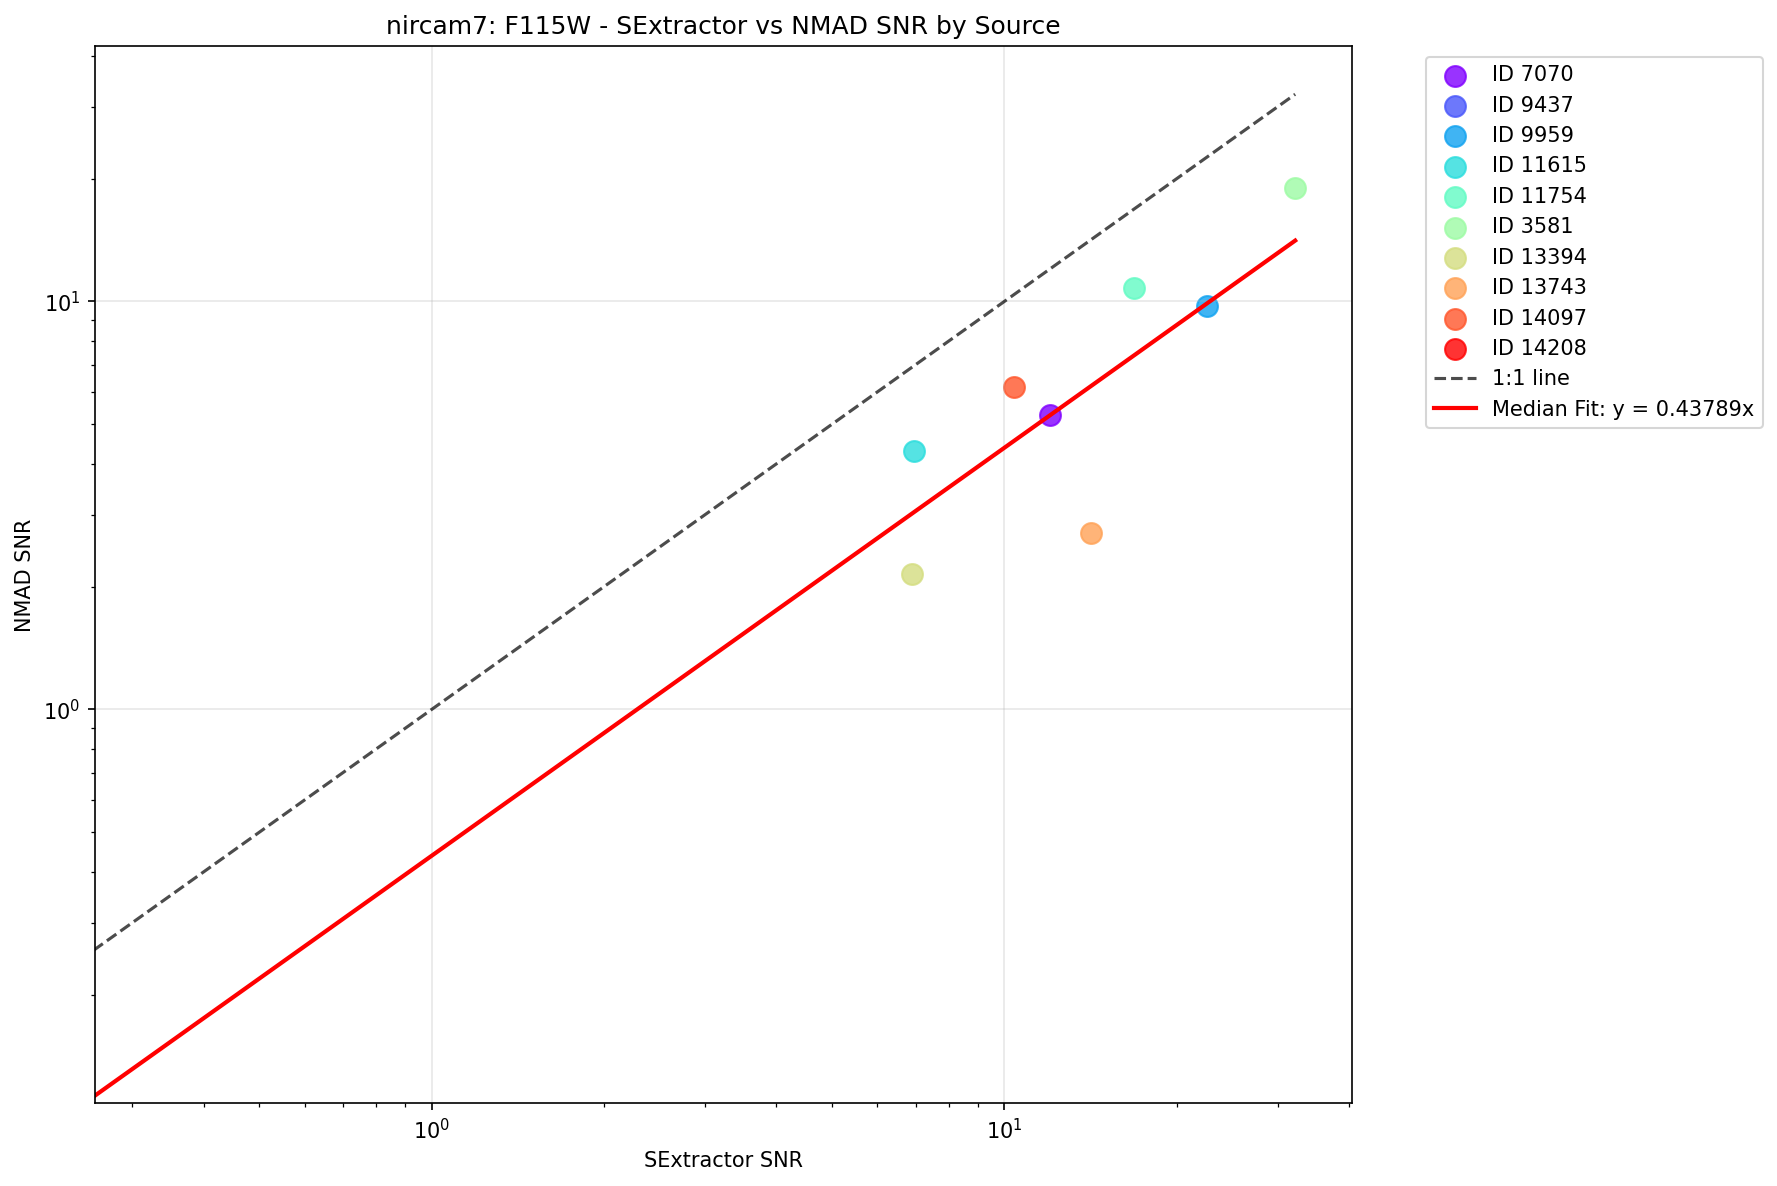 nircam7: F115W - SExtractor vs NMAD SNR by Source
ID 7070
ID 9437
ID 9959
ID 11615
ID 11754
ID 3581
ID 13394
ID 13743
ID 14097
ID 14208
1:1 line
Median Fit: y = 0.43789x
NMAD SNR
10¹
10⁰
10⁰
10¹
SExtractor SNR